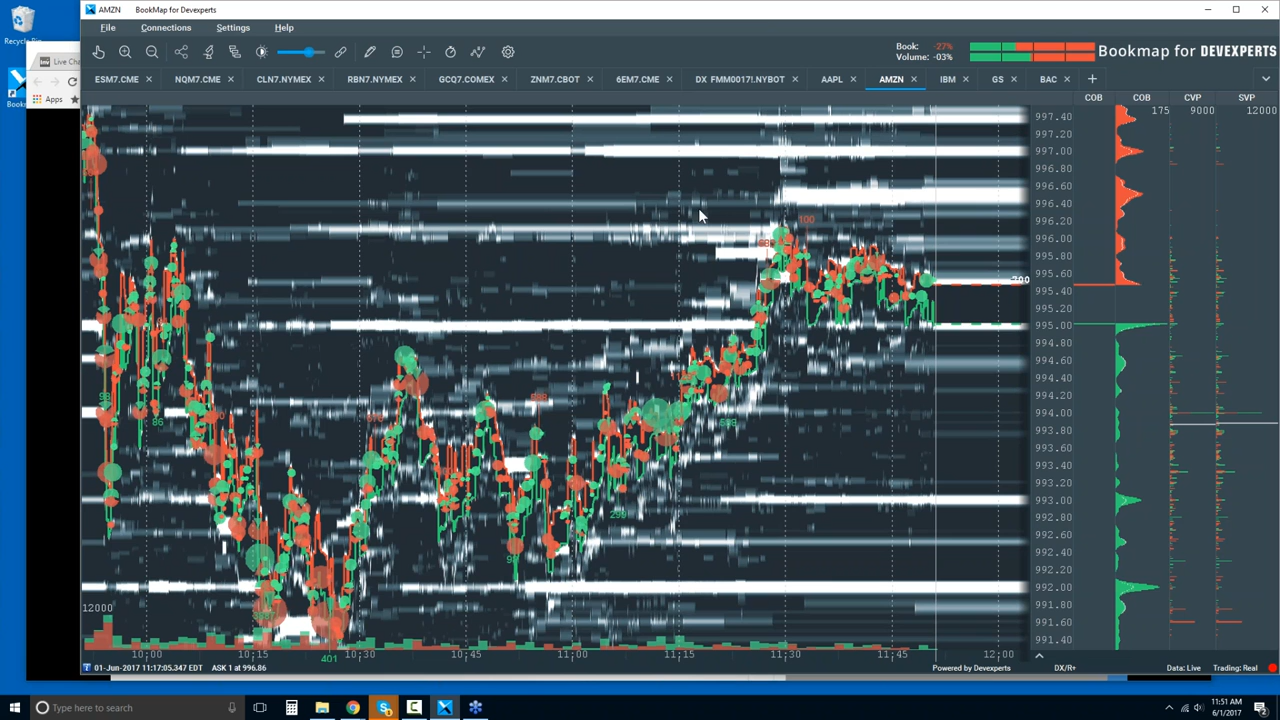 Recycle Bin
AMZN BookMap for Devexperts
File Connections Settings Help
Book: -27%
Volume: -03%
Bookmap for DEVEXPERTS
Live Cha
Apps
ESM7.CME NQM7.CME CLN7.NYMEX RBN7.NYMEX GCQ7.COMEX ZNM7.CBOT 6EM7.CME DX FMM0017!.NYBOT AAPL AMZN IBM GS BAC
COB COB CVP SVP
175 9000 12000
997.40
997.20
997.00
996.80
996.60
996.40
996.20
996.00
995.80
995.60
995.40
995.20
995.00
994.80
994.60
994.40
994.20
994.00
993.80
993.60
993.40
993.20
993.00
992.80
992.60
992.40
992.20
992.00
991.80
991.60
991.40
100
86
401
12000
10:00 10:15 10:30 10:45 11:00 11:15 11:30 11:45 12:00
01-Jun-2017 11:17:05.347 EDT ASK 1 at 996.86
Powered by Devexperts DX/R+ Data: Live Trading: Real
Type here to search
11:51 AM
6/1/2017
2